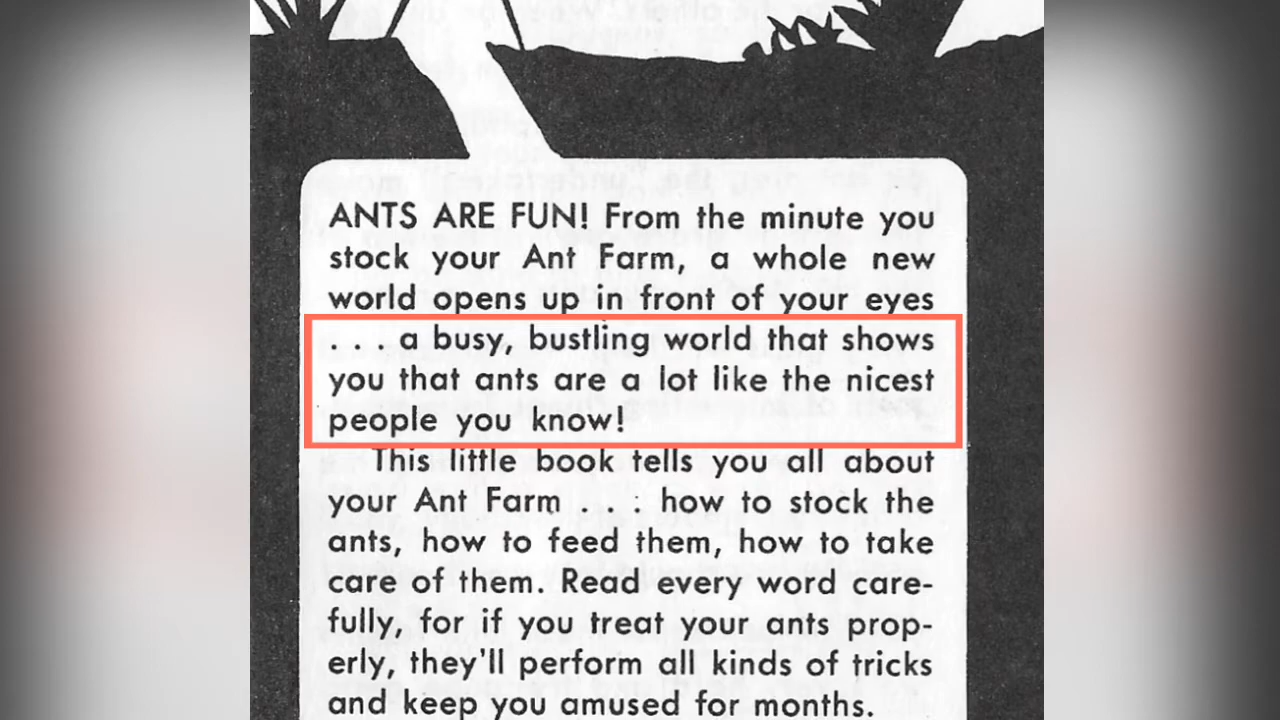 ANTS ARE FUN! From the minute you
stock your Ant Farm, a whole new
world opens up in front of your eyes
. . . a busy, bustling world that shows
you that ants are a lot like the nicest
people you know!
This little book tells you all about
your Ant Farm . . . how to stock the
ants, how to feed them, how to take
care of them. Read every word care-
fully, for if you treat your ants prop-
erly, they'll perform all kinds of tricks
and keep you amused for months.